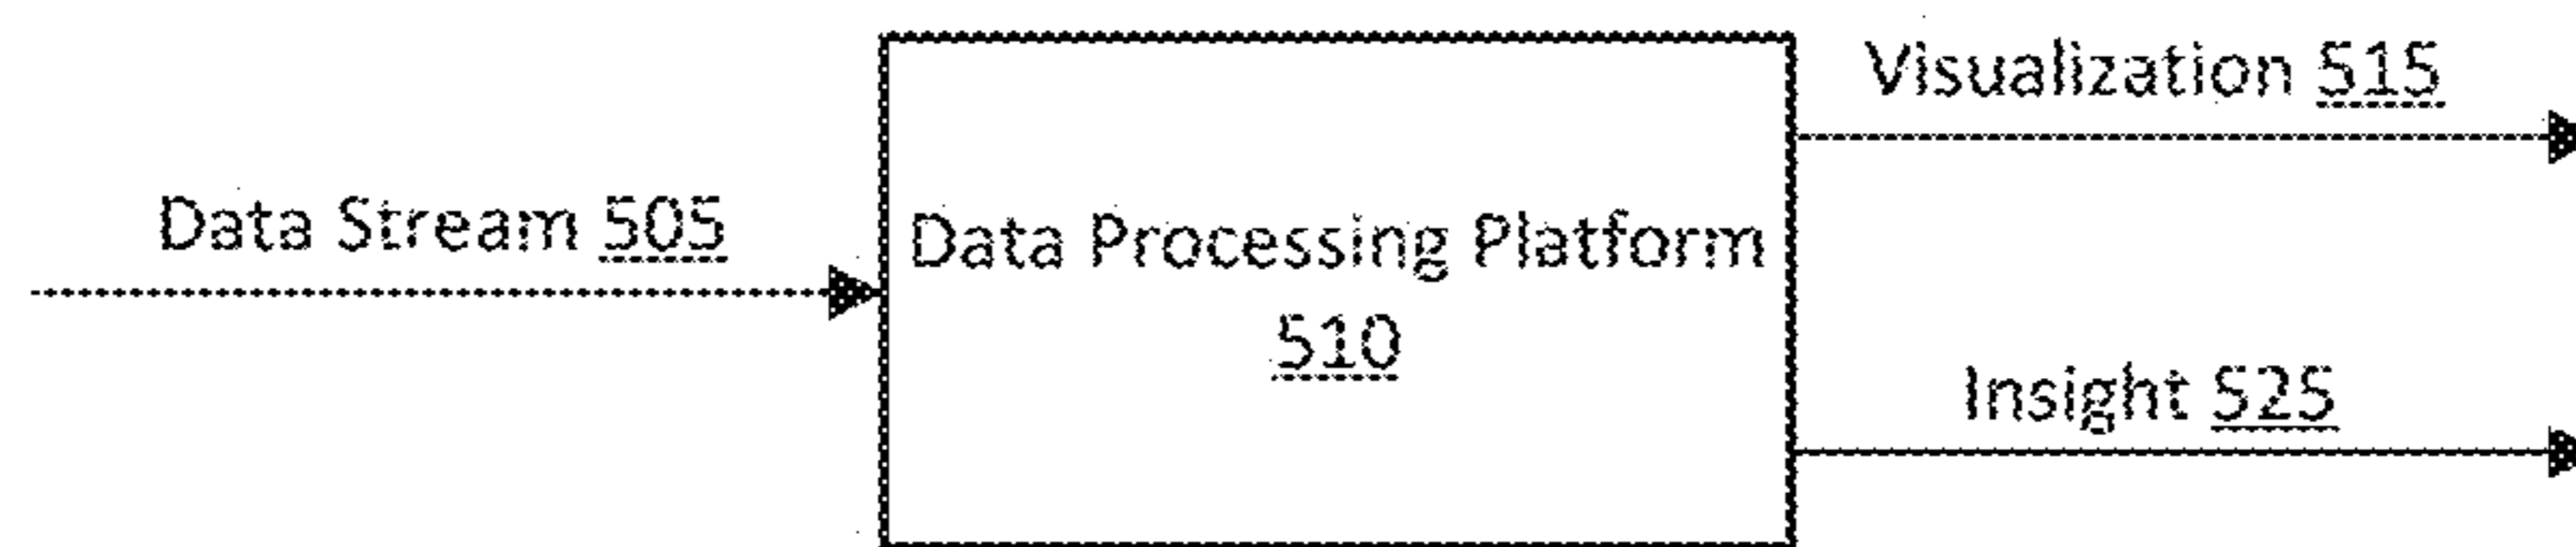 Data Stream 505
Data Processing Platform
510
Visualization 515
Insight 525